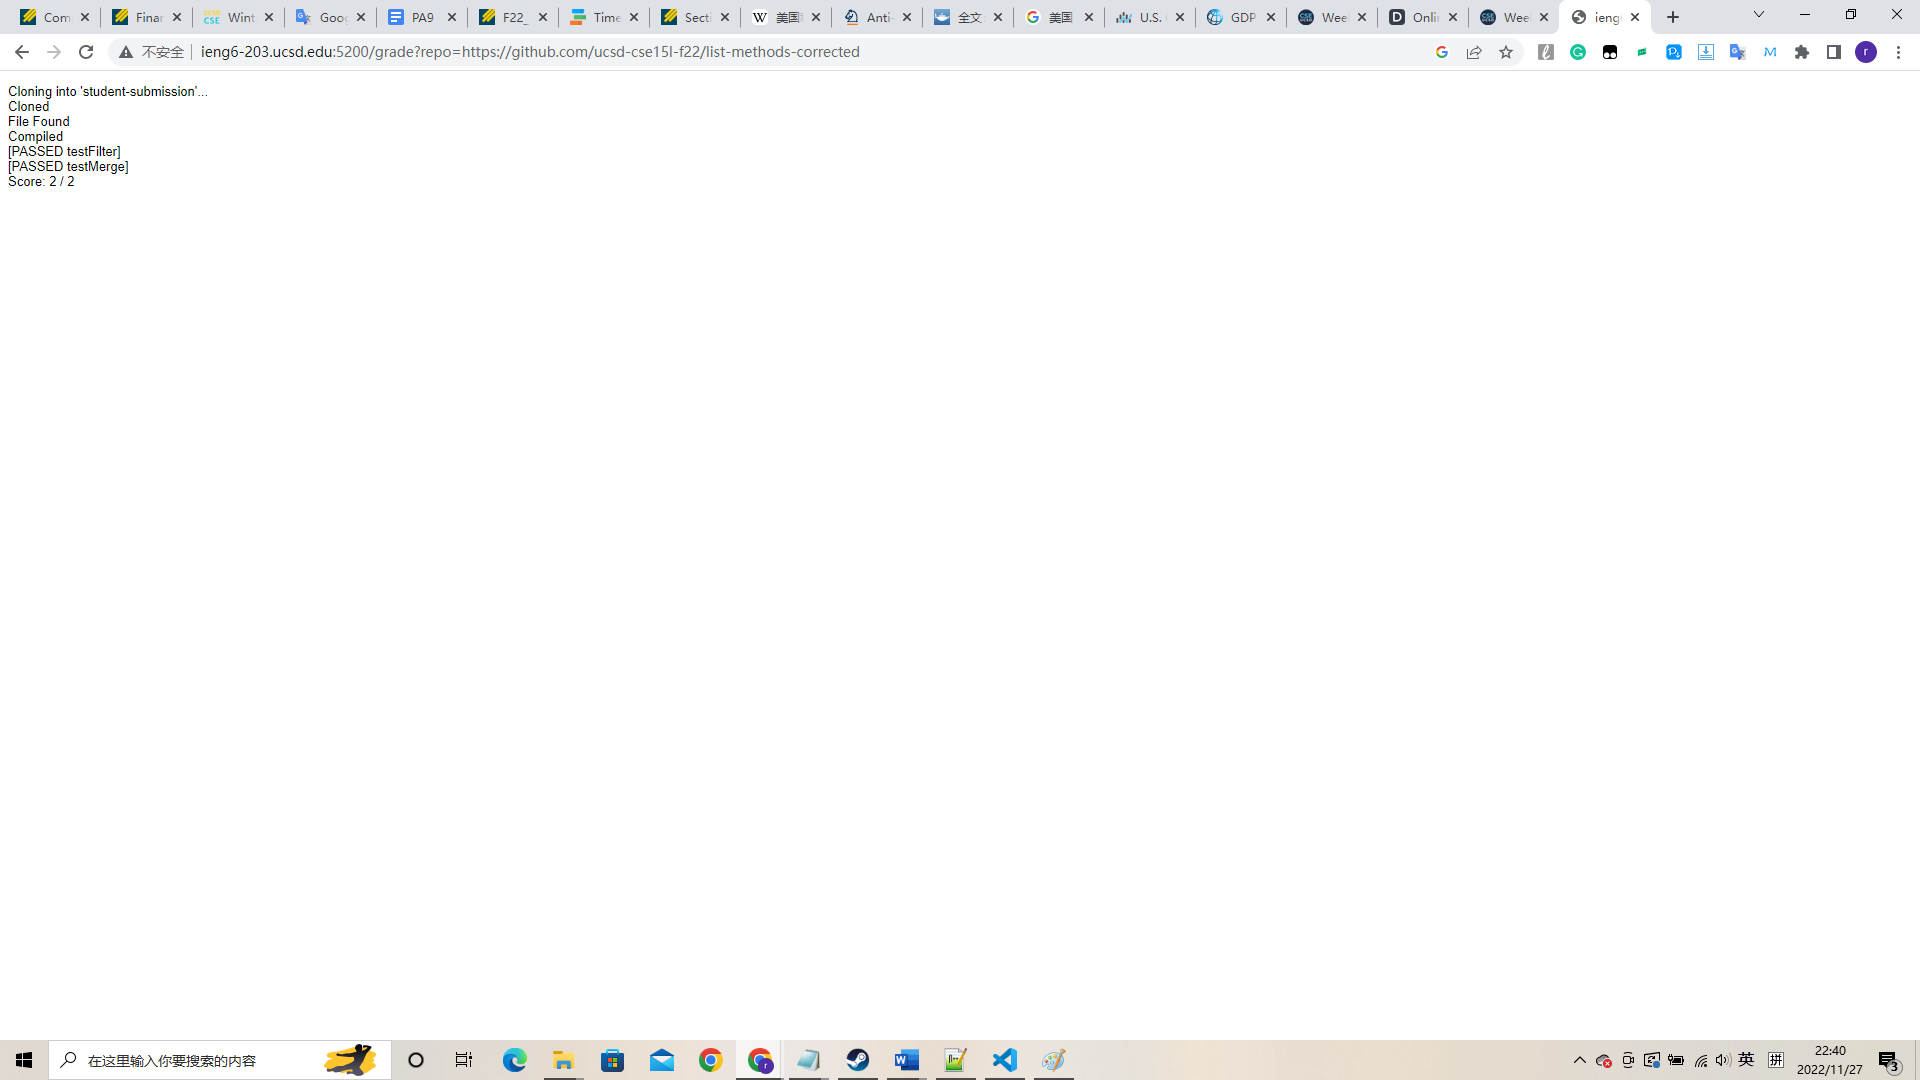 Com
Finar
Wint
Goog
PA9
F22_
Time
Secti
美国
Anti-
全文
美国
U.S.
GDP
Weel
Onli
Weel
ieng
不安全
ieng6-203.ucsd.edu:5200/grade?repo=https://github.com/ucsd-cse15l-f22/list-methods-corrected
Cloning into 'student-submission'...
Cloned
File Found
Compiled
[PASSED testFilter]
[PASSED testMerge]
Score: 2 / 2
在这里输入你要搜索的内容
英
拼
22:40
2022/11/27
3